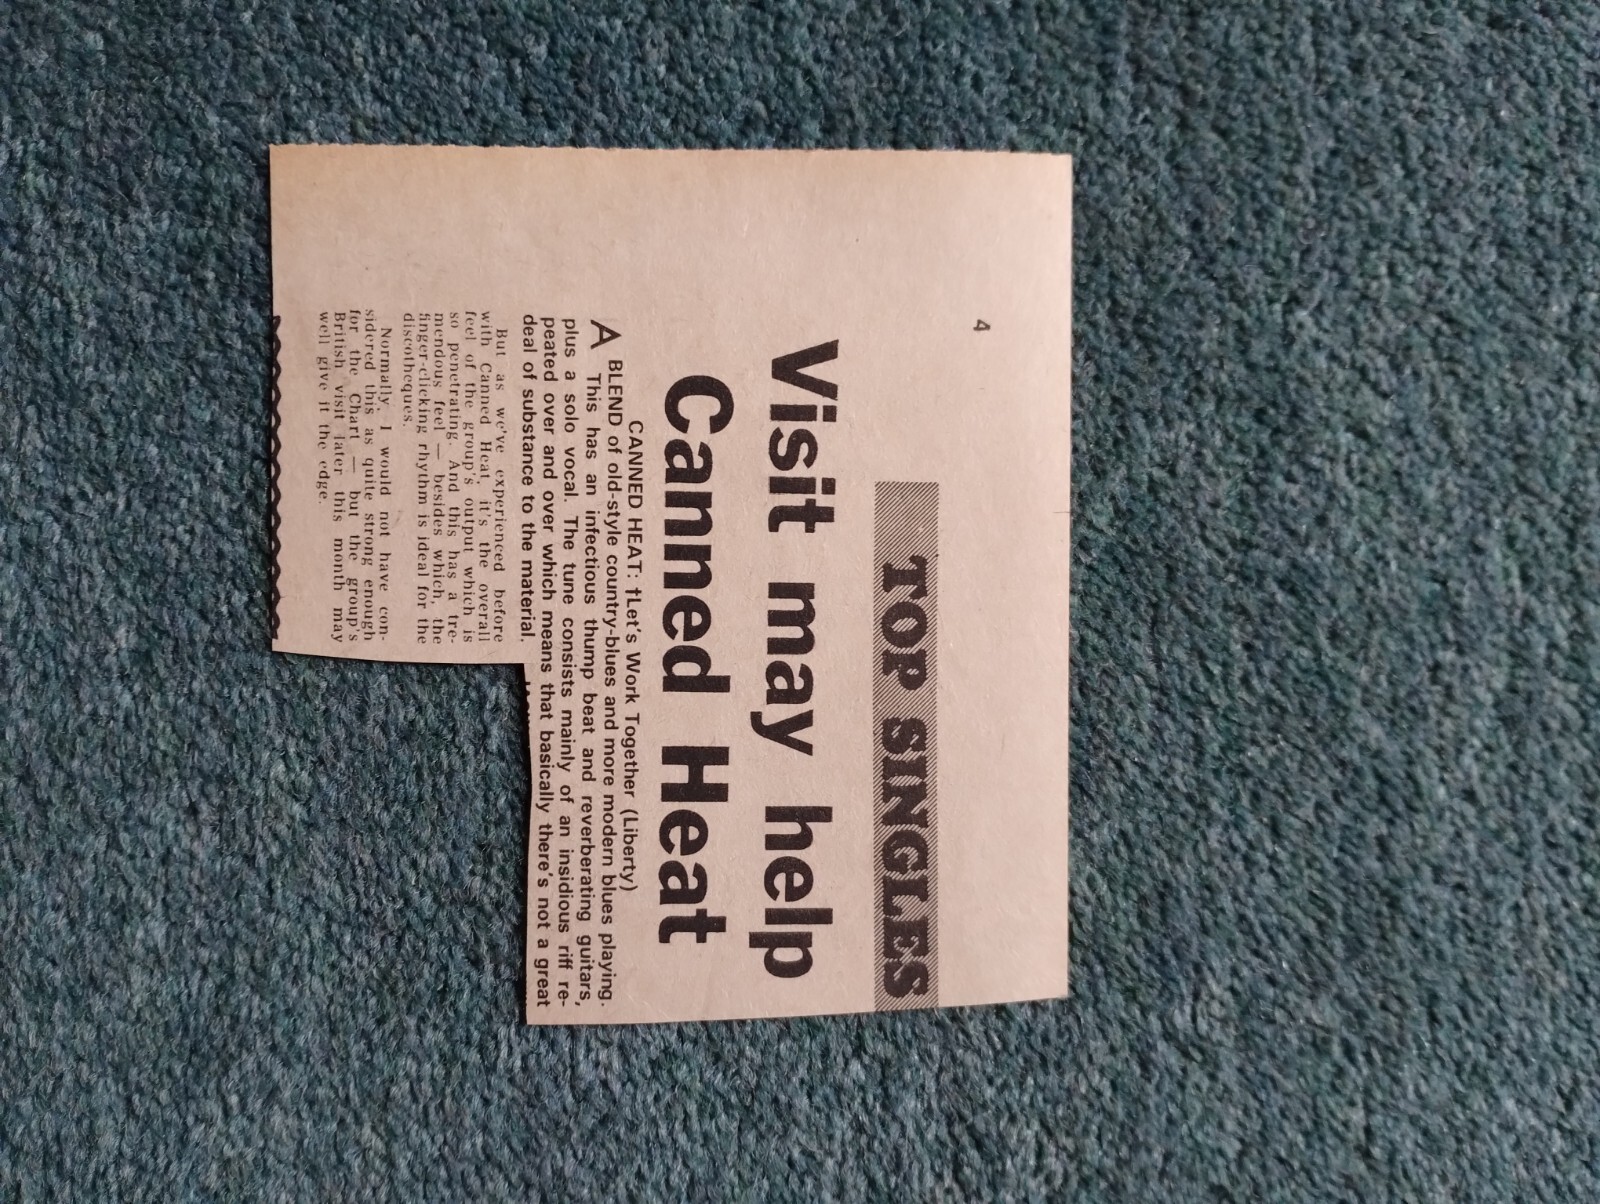 4
TOP SINGLES
Visit may help
Canned Heat
CANNED HEAT: †Let's Work Together (Liberty)
A BLEND of old-style country-blues and more modern blues playing.
This has an infectious thump beat and reverberating guitars,
plus a solo vocal. The tune consists mainly of an insidious riff re-
peated over and over which means that basically there's not a great
deal of substance to the material.
But as we've experienced before
with Canned Heat, it's the overall
feel of the group's output which is
so penetrating. And this has a tre-
mendous feel — besides which, the
finger-clicking rhythm is ideal for the
discotheques.
Normally, I would not have con-
sidered this as quite strong enough
for the Chart — but the group's
British visit later this month may
well give it the edge.